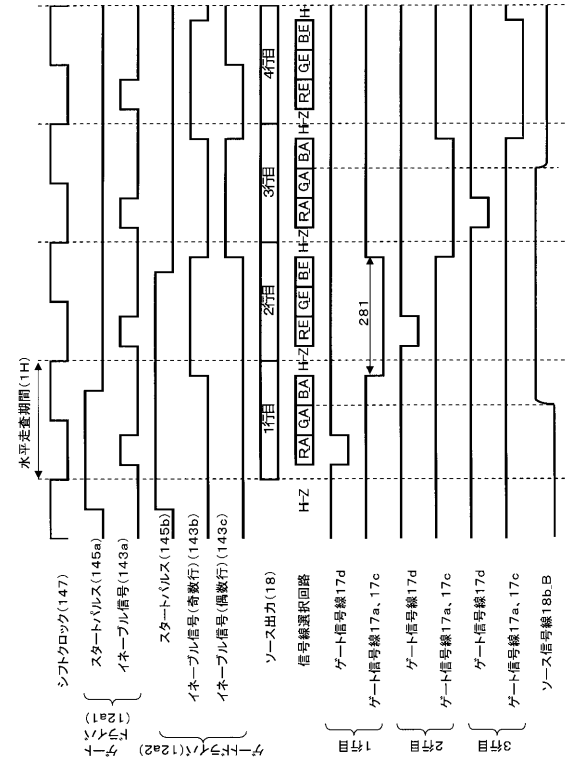 水平走査期間(1H)
シフトクロック(147)
ゲートドライバ(12a1)
スタートパルス(145a)
イネーブル信号(143a)
ゲートドライバ(12a2)
スタートパルス(145b)
イネーブル信号(奇数行)(143b)
イネーブル信号(偶数行)(143c)
ソース出力(18)
1行目 2行目 3行目 4行目
信号線選択回路
H-Z RA GA BA H-Z RE GE BE H-Z RA GA BA H-Z RE GE BE H-
1行目
ゲート信号線17d
ゲート信号線17a、17c
281
2行目
ゲート信号線17d
ゲート信号線17a、17c
3行目
ゲート信号線17d
ゲート信号線17a、17c
ソース信号線18b_B